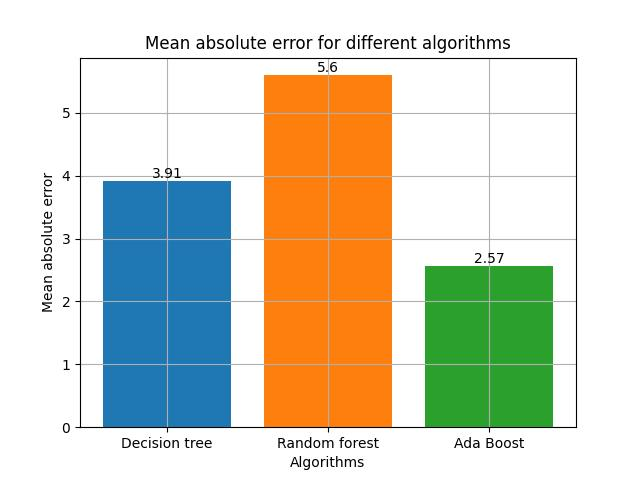 Mean absolute error for different algorithms
5.6
5
4
3.91
3
2.57
2
1
0
Mean absolute error
Decision tree
Random forest
Ada Boost
Algorithms